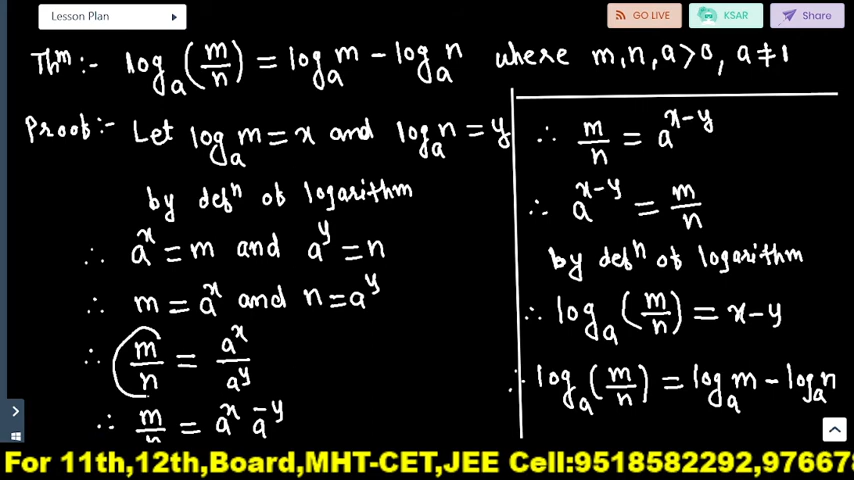 Lesson Plan
GO LIVE
KSAR
Share
Thm :- log_a (m/n) = log_a m - log_a n where m, n, a > 0, a ≠ 1
Proof :- Let log_a m = x and log_a n = y
by defn of logarithm
∴ a^x = m and a^y = n
∴ m = a^x and n = a^y
∴ m/n = a^x/a^y
∴ m/n = a^x a^-y
∴ m/n = a^x-y
∴ a^x-y = m/n
by defn of logarithm
∴ log_a (m/n) = x-y
∴ log_a (m/n) = log_a m - log_a n
For 11th,12th,Board,MHT-CET,JEE Cell:9518582292,976678